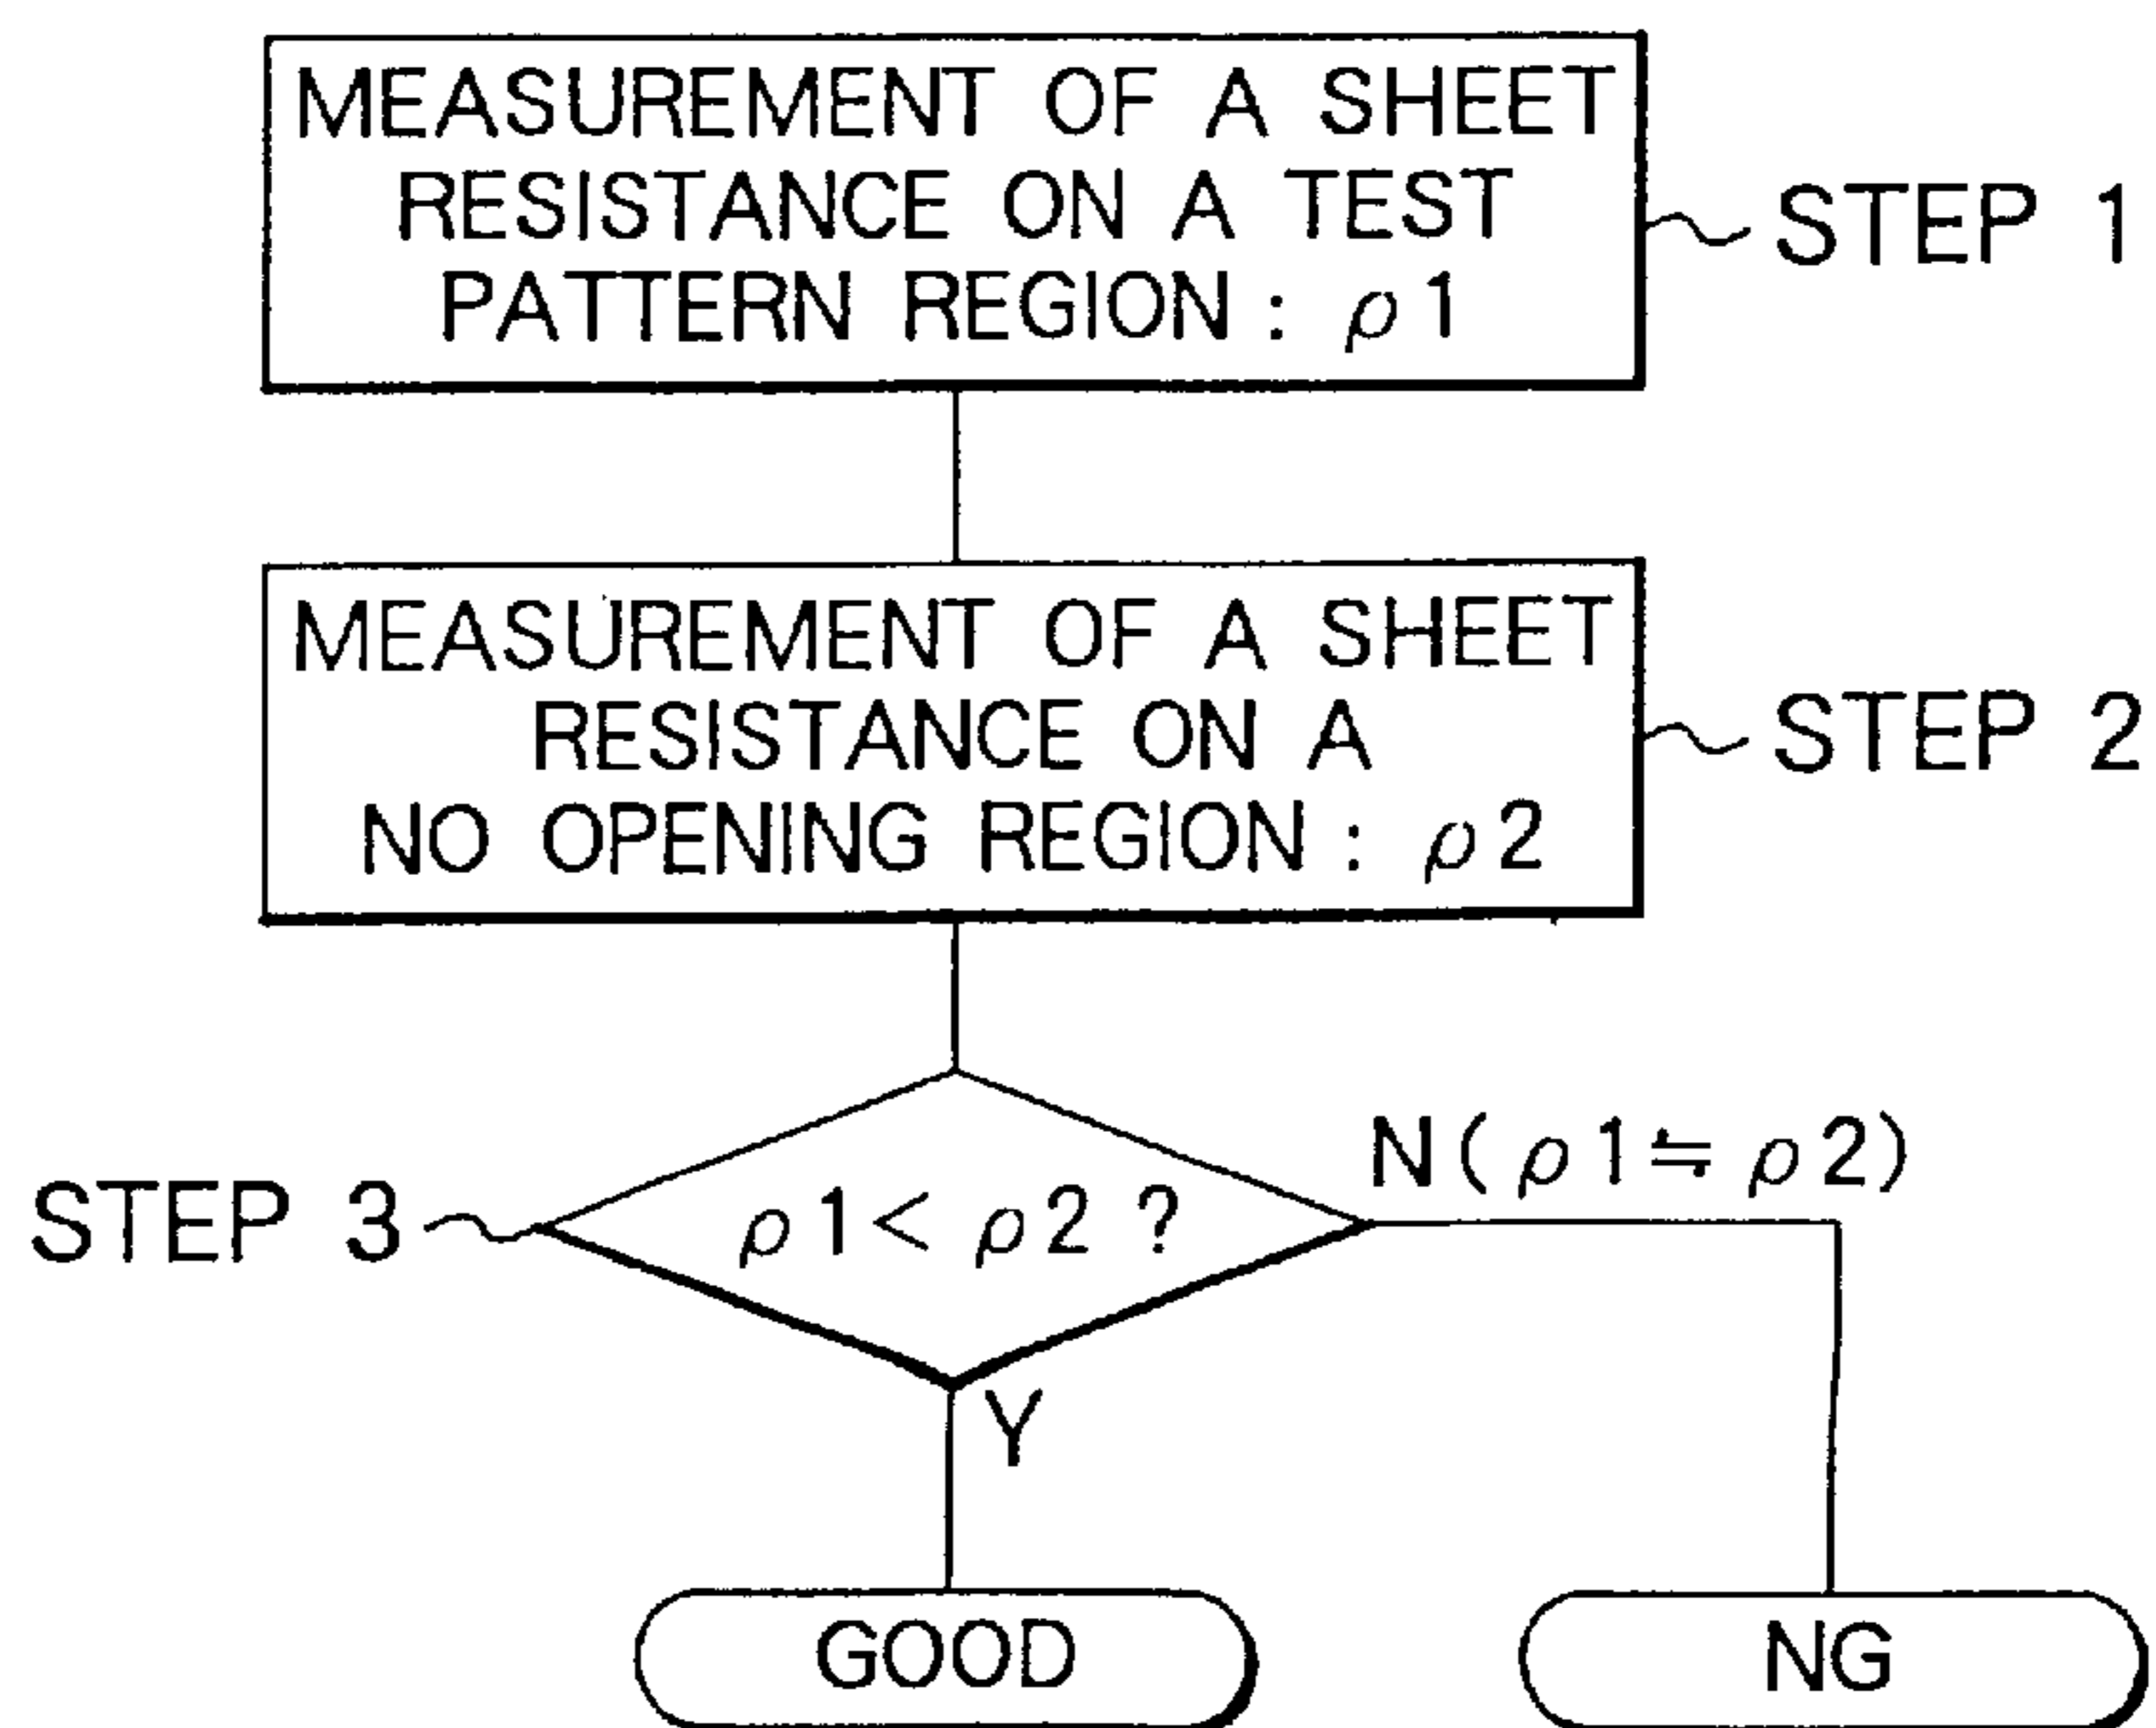 MEASUREMENT OF A SHEET
RESISTANCE ON A TEST
PATTERN REGION : ρ1
STEP 1
MEASUREMENT OF A SHEET
RESISTANCE ON A
NO OPENING REGION : ρ2
STEP 2
N(ρ1≒ρ2)
STEP 3
ρ1<ρ2 ?
Y
GOOD
NG